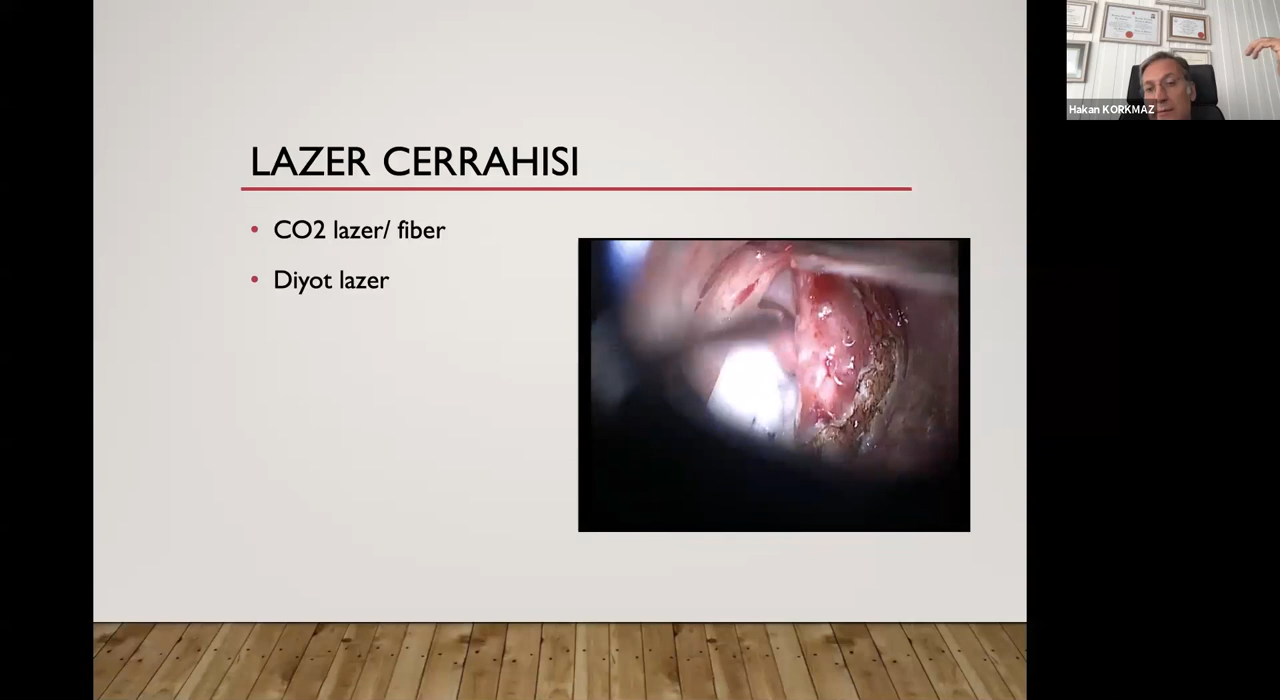 LAZER CERRAHISI
CO2 lazer/ fiber
Diyot lazer
Hakan KORKMAZ